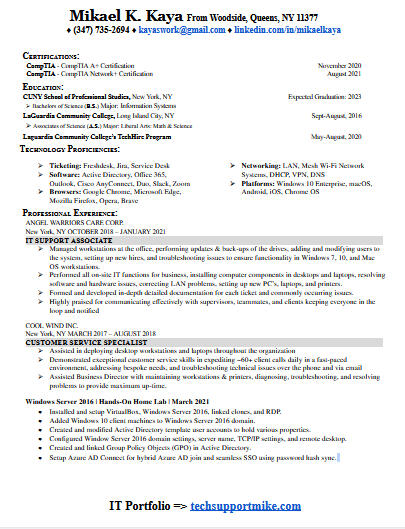 Mikael K. Kaya From Woodside, Queens, NY 11377
♦ (347) 735-2694 ♦ kayaswork@gmail.com ♦ linkedin.com/in/mikaelkaya
Certifications:
CompTIA - CompTIA A+ Certification November 2020
CompTIA - CompTIA Network+ Certification August 2021
Education:
CUNY School of Professional Studies, New York, NY Expected Graduation: 2023
➢ Bachelors of Science (B.S.) Major: Information Systems
LaGuardia Community College, Long Island City, NY Sept-August, 2016
➢ Associates of Science (A.S.) Major: Liberal Arts: Math & Science
Laguardia Community College's TechHire Program May-August, 2020
Technology Proficiencies:
➢ Ticketing: Freshdesk, Jira, Service Desk
➢ Software: Active Directory, Office 365,
Outlook, Cisco AnyConnect, Duo, Slack, Zoom
➢ Browsers: Google Chrome, Microsoft Edge,
Mozilla Firefox, Opera, Brave
➢ Networking: LAN, Mesh Wi-Fi Network
Systems, DHCP, VPN, DNS
➢ Platforms: Windows 10 Enterprise, macOS,
Android, iOS, Chrome OS
Professional Experience:
ANGEL WARRIORS CARE CORP.
New York, NY OCTOBER 2018 – JANUARY 2021
IT SUPPORT ASSOCIATE
➢ Managed workstations at the office, performing updates & back-ups of the drives, adding and modifying users to
the system, setting up new hires, and troubleshooting issues to ensure functionality in Windows 7, 10, and Mac
OS workstations.
➢ Performed all on-site IT functions for business, installing computer components in desktops and laptops, resolving
software and hardware issues, correcting LAN problems, setting up new PC's, laptops, and printers.
➢ Formed and developed in-depth detailed documentation for each ticket and commonly occurring issues.
➢ Highly praised for communicating effectively with supervisors, teammates, and clients keeping everyone in the
loop and notified
COOL WIND INC.
New York, NY MARCH 2017 – AUGUST 2018
CUSTOMER SERVICE SPECIALIST
➢ Assisted in deploying desktop workstations and laptops throughout the organization
➢ Demonstrated exceptional customer service skills in expediting ~60+ client calls daily in a fast-paced
environment, addressing bespoke needs, and troubleshooting technical issues over the phone and via email
➢ Assisted Business Director with maintaining workstations & printers, diagnosing, troubleshooting, and resolving
problems to provide maximum up-time.
Windows Server 2016 | Hands-On Home Lab | March 2021
• Installed and setup VirtualBox, Windows Server 2016, linked clones, and RDP.
• Added Windows 10 client machines to Windows Server 2016 domain.
• Created and modified Active Directory template user accounts to hold various properties.
• Configured Window Server 2016 domain settings, server name, TCP/IP settings, and remote desktop.
• Created and linked Group Policy Objects (GPO) in Active Directory.
• Setup Azure AD Connect for hybrid Azure AD join and seamless SSO using password hash sync.
IT Portfolio => techsupportmike.com